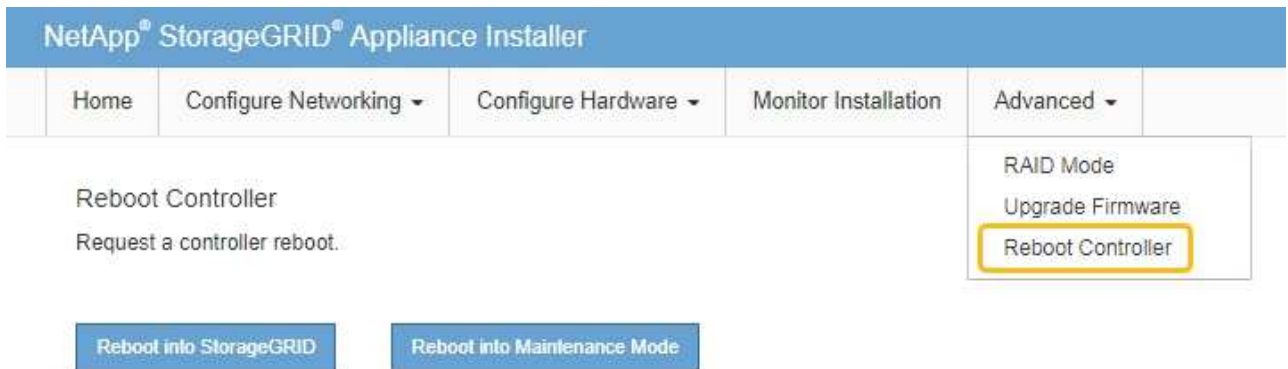 NetApp® StorageGRID® Appliance Installer
Home Configure Networking Configure Hardware Monitor Installation Advanced
RAID Mode
Upgrade Firmware
Reboot Controller
Reboot Controller
Request a controller reboot.
Reboot into StorageGRID Reboot into Maintenance Mode